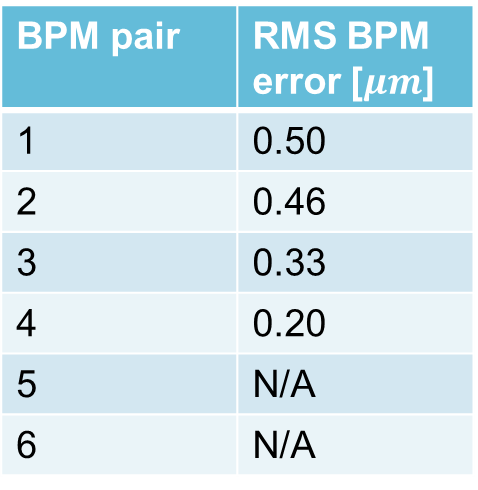 BPM pair RMS BPM
error [μm]
1 0.50
2 0.46
3 0.33
4 0.20
5 N/A
6 N/A